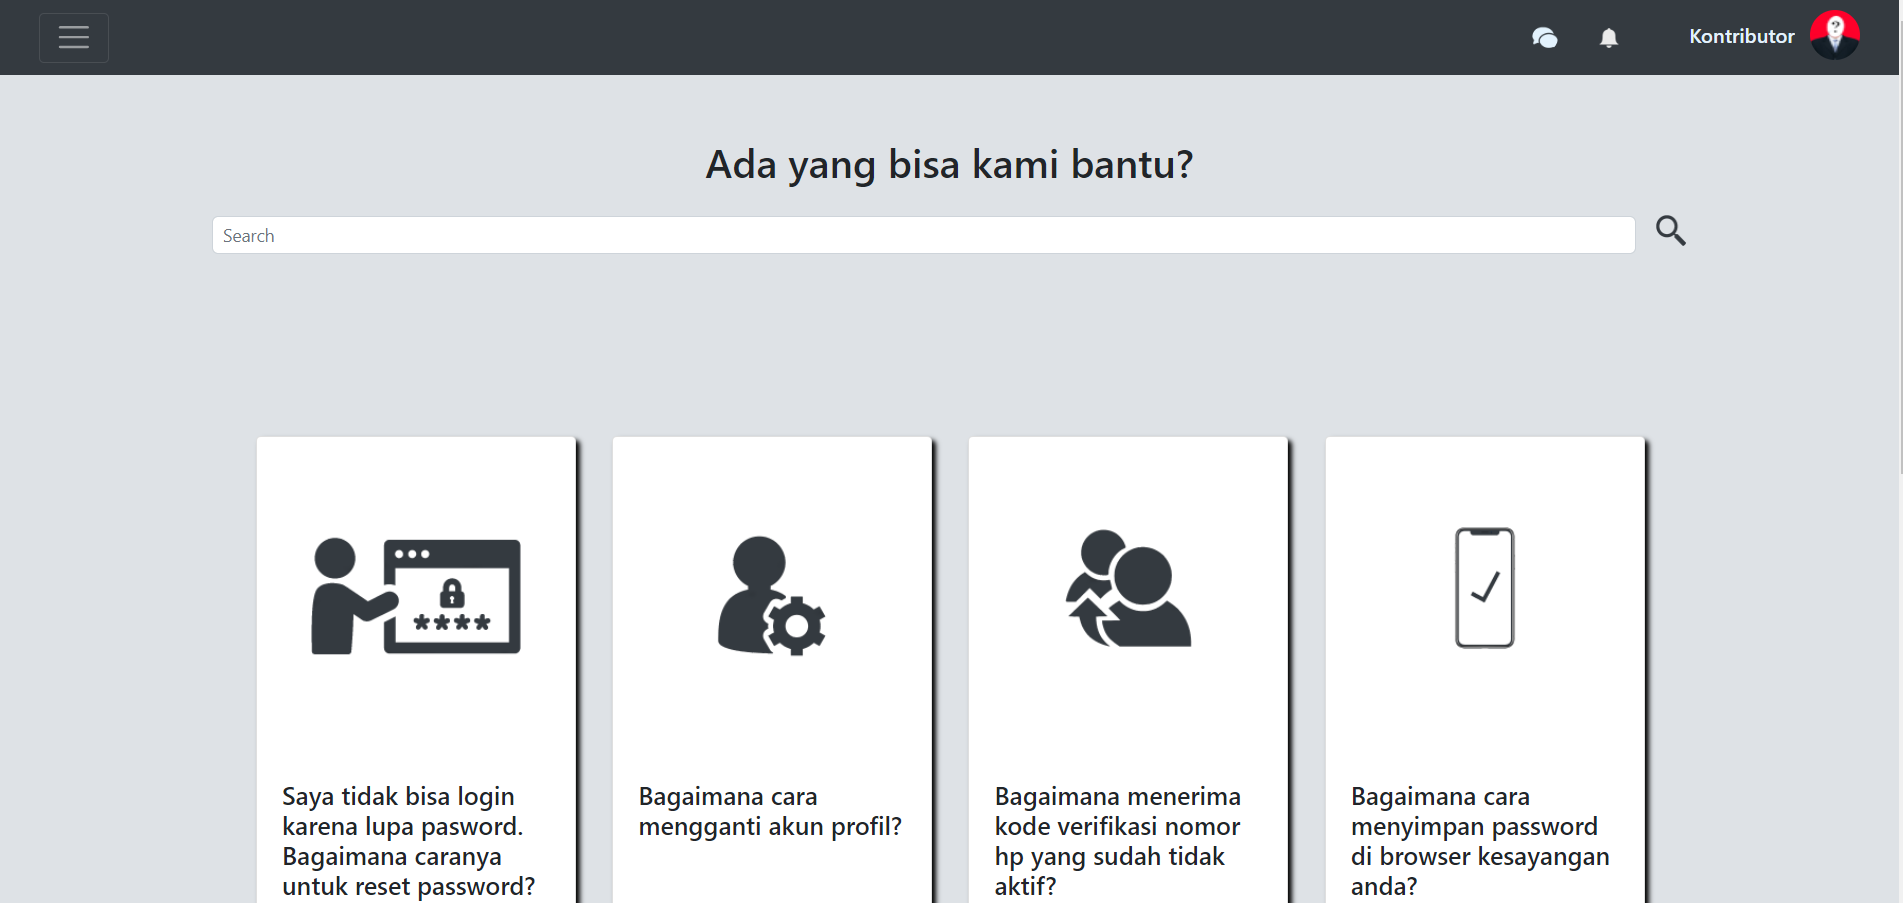 Kontributor
Ada yang bisa kami bantu?
Search
****
Saya tidak bisa login
karena lupa pasword.
Bagaimana caranya
untuk reset password?
Bagaimana cara
mengganti akun profil?
Bagaimana menerima
kode verifikasi nomor
hp yang sudah tidak
aktif?
Bagaimana cara
menyimpan password
di browser kesayangan
anda?